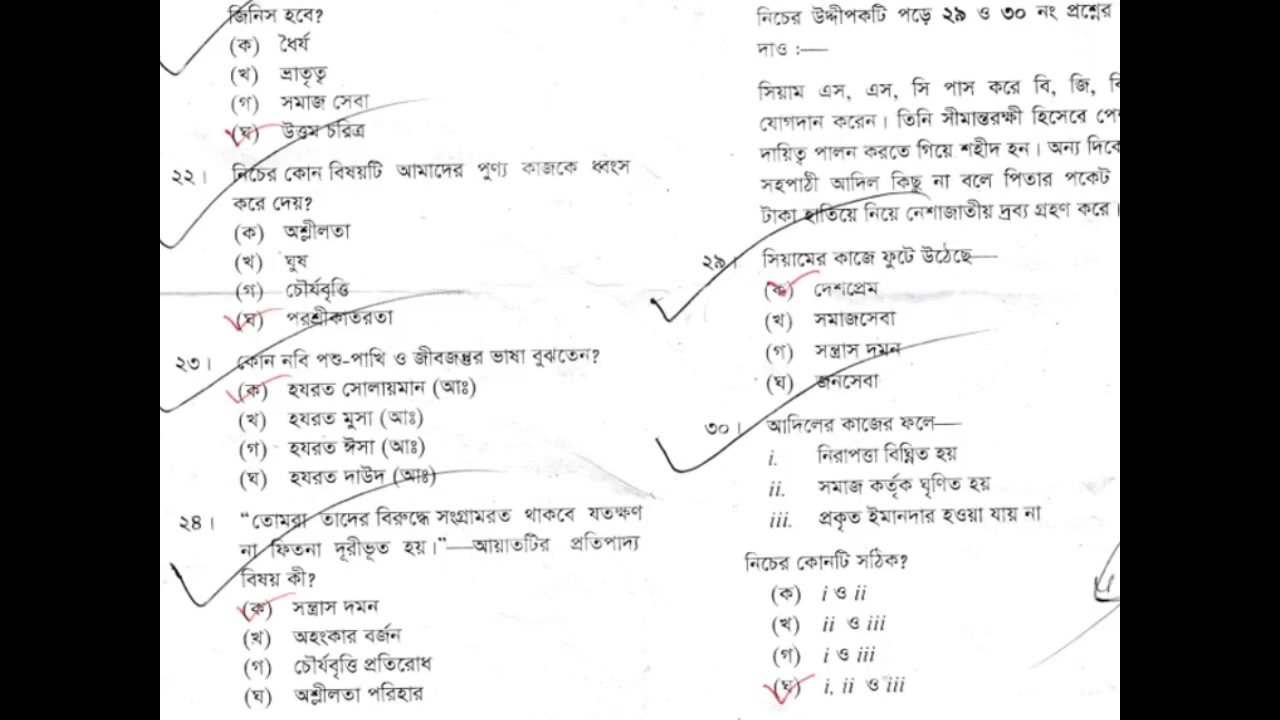 জিনিস হবে?
(ক) ধৈর্য
(খ) ভ্রাতৃত্ব
(গ) সমাজ সেবা
(ঘ) উত্তম চরিত্র
২২। নিচের কোন বিষয়টি আমাদের পুণ্য কাজকে ধ্বংস
করে দেয়?
(ক) অশ্লীলতা
(খ) ঘুষ
(গ) চৌর্যবৃত্তি
(ঘ) পরশ্রীকাতরতা
২৩। কোন নবি পশু-পাখি ও জীবজন্তুর ভাষা বুঝতেন?
(ক) হযরত সোলায়মান (আঃ)
(খ) হযরত মুসা (আঃ)
(গ) হযরত ঈসা (আঃ)
(ঘ) হযরত দাউদ (আঃ)
২৪। “তোমরা তাদের বিরুদ্ধে সংগ্রামরত থাকবে যতক্ষণ
না ফিতনা দূরীভূত হয়।”—আয়াতটির প্রতিপাদ্য
বিষয় কী?
(ক) সন্ত্রাস দমন
(খ) অহংকার বর্জন
(গ) চৌর্যবৃত্তি প্রতিরোধ
(ঘ) অশ্লীলতা পরিহার
নিচের উদ্দীপকটি পড়ে ২৯ ও ৩০ নং প্রশ্নের
দাও :—
সিয়াম এস, এস, সি পাস করে বি, জি,
যোগদান করেন। তিনি সীমান্তরক্ষী হিসেবে
দায়িত্ব পালন করতে গিয়ে শহীদ হন। অন্য দিকে
সহপাঠী আদিল কিছু না বলে পিতার পকেট
টাকা হাতিয়ে নিয়ে নেশাজাতীয় দ্রব্য গ্রহণ করে।
২৯। সিয়ামের কাজে ফুটে উঠেছে—
(ক) দেশপ্রেম
(খ) সমাজসেবা
(গ) সন্ত্রাস দমন
(ঘ) জনসেবা
৩০। আদিলের কাজের ফলে—
i. নিরাপত্তা বিঘ্নিত হয়
ii. সমাজ কর্তৃক ঘৃণিত হয়
iii. প্রকৃত ইমানদার হওয়া যায় না
নিচের কোনটি সঠিক?
(ক) i ও ii
(খ) ii ও iii
(গ) i ও iii
(ঘ) i, ii ও iii